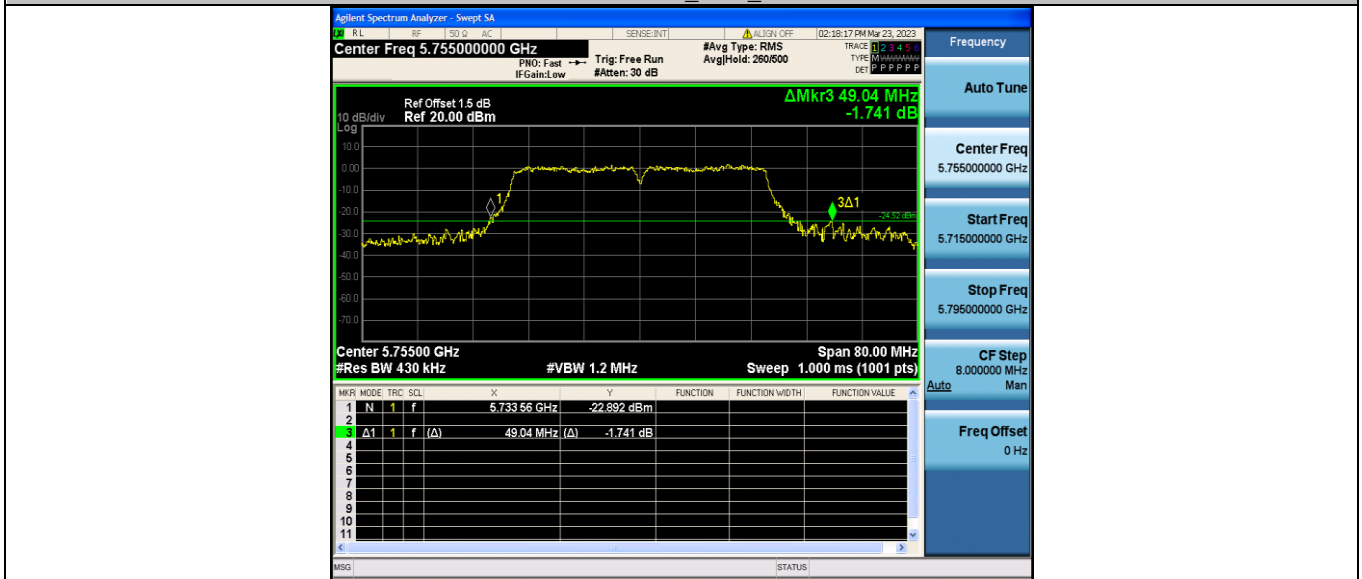 Agilent Spectrum Analyzer - Swept SA
RL RF 50 Ω AC SENSE:INT ALIGN OFF 02:18:17 PM Mar 23, 2023
Center Freq 5.755000000 GHz
#Avg Type: RMS
Avg|Hold: 260/500
TRACE 1 2 3 4 5 6
TYPE M
DET P P P P P P
PNO: Fast
IFGain:Low
Trig: Free Run
#Atten: 30 dB
ΔMkr3 49.04 MHz
-1.741 dB
Ref Offset 1.5 dB
10 dB/div Ref 20.00 dBm
Log
10.0
0.00
-10.0
-20.0
-30.0
-40.0
-50.0
-60.0
-70.0
1
3Δ1
-24.52 dBm
Center 5.75500 GHz Span 80.00 MHz
#Res BW 430 kHz #VBW 1.2 MHz Sweep 1.000 ms (1001 pts)
MKR MODE TRC SCL X Y FUNCTION FUNCTION WIDTH FUNCTION VALUE
1 N 1 f 5.733 56 GHz -22.892 dBm
2
3 Δ1 1 f (Δ) 49.04 MHz (Δ) -1.741 dB
4
5
6
7
8
9
10
11
MSG STATUS
Frequency
Auto Tune
Center Freq
5.755000000 GHz
Start Freq
5.715000000 GHz
Stop Freq
5.795000000 GHz
CF Step
8.000000 MHz
Auto Man
Freq Offset
0 Hz